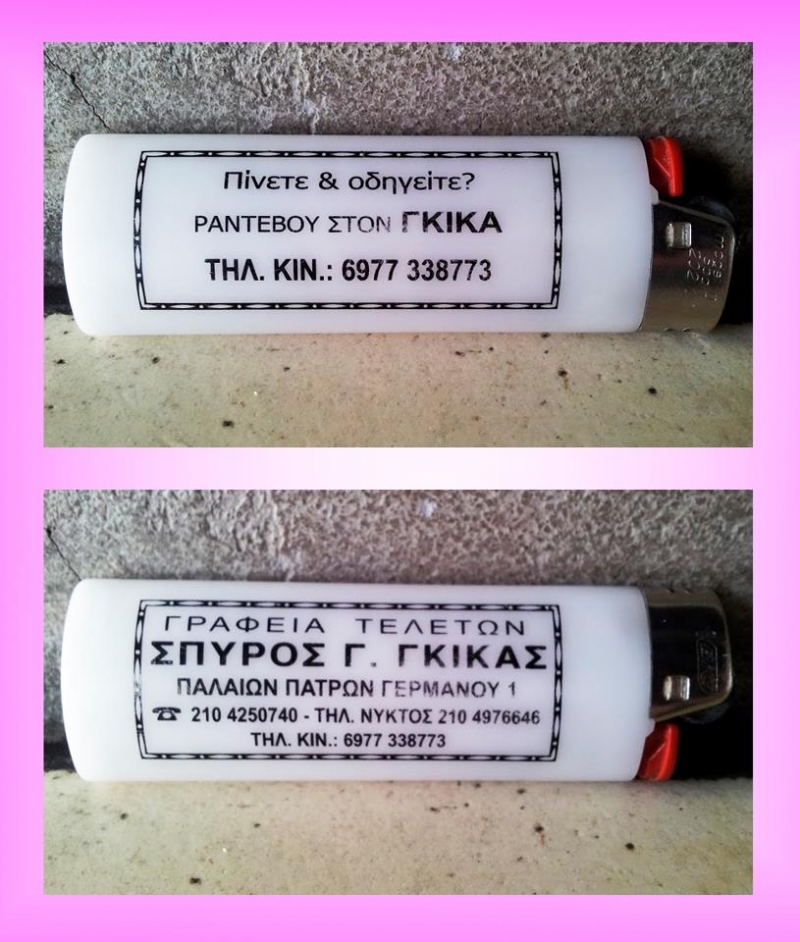 Πίνετε & οδηγείτε?
ΡΑΝΤΕΒΟΥ ΣΤΟΝ ΓΚΙΚΑ
ΤΗΛ. ΚΙΝ.: 6977 338773
ΓΡΑΦΕΙΑ ΤΕΛΕΤΩΝ
ΣΠΥΡΟΣ Γ. ΓΚΙΚΑΣ
ΠΑΛΑΙΩΝ ΠΑΤΡΩΝ ΓΕΡΜΑΝΟΥ 1
☎ 210 4250740 - ΤΗΛ. ΝΥΚΤΟΣ 210 4976646
ΤΗΛ. ΚΙΝ.: 6977 338773